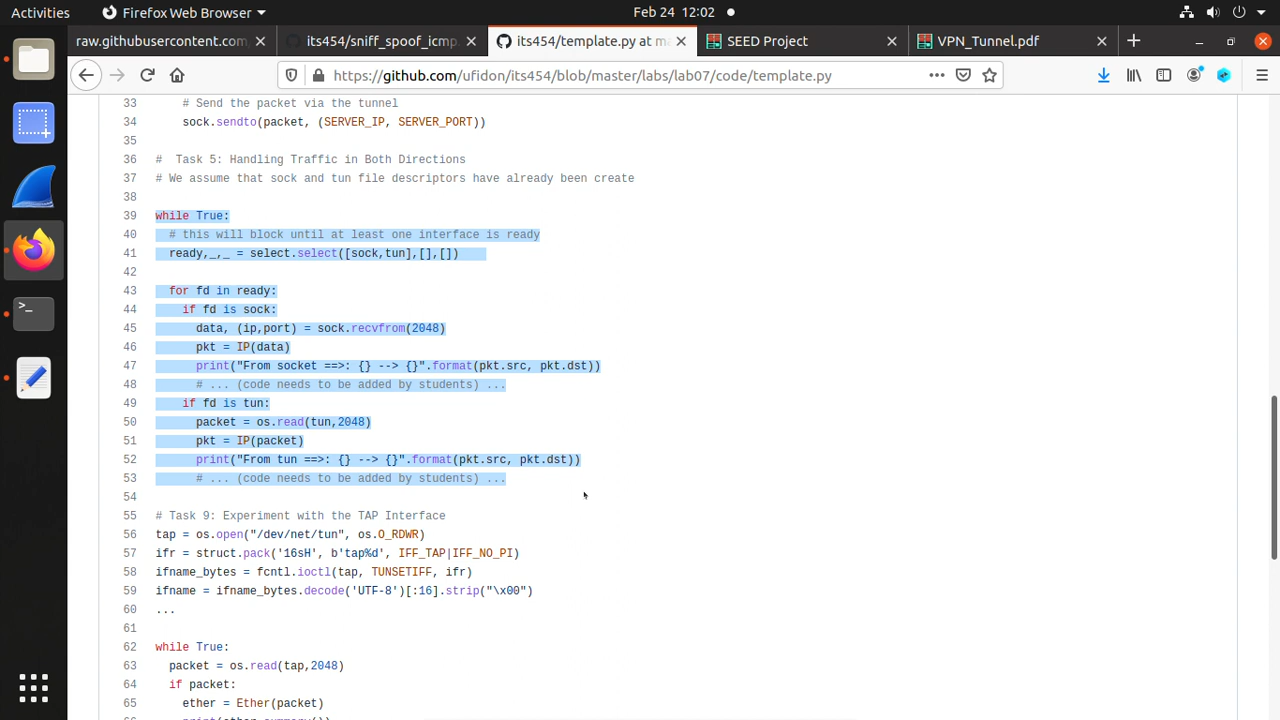 Activities
Firefox Web Browser
Feb 24 12:02
raw.githubusercontent.com
its454/sniff_spoof_icmp.
its454/template.py at ma
SEED Project
VPN_Tunnel.pdf
https://github.com/ufidon/its454/blob/master/labs/lab07/code/template.py
33 # Send the packet via the tunnel
34 sock.sendto(packet, (SERVER_IP, SERVER_PORT))
35
36 #  Task 5: Handling Traffic in Both Directions
37 # We assume that sock and tun file descriptors have already been create
38
39 while True:
40   # this will block until at least one interface is ready
41   ready,_,_ = select.select([sock,tun],[],[])
42
43   for fd in ready:
44     if fd is sock:
45       data, (ip,port) = sock.recvfrom(2048)
46       pkt = IP(data)
47       print("From socket ==>: {} --> {}".format(pkt.src, pkt.dst))
48       # ... (code needs to be added by students) ...
49     if fd is tun:
50       packet = os.read(tun,2048)
51       pkt = IP(packet)
52       print("From tun ==>: {} --> {}".format(pkt.src, pkt.dst))
53       # ... (code needs to be added by students) ...
54
55 # Task 9: Experiment with the TAP Interface
56 tap = os.open("/dev/net/tun", os.O_RDWR)
57 ifr = struct.pack('16sH', b'tap%d', IFF_TAP|IFF_NO_PI)
58 ifname_bytes = fcntl.ioctl(tap, TUNSETIFF, ifr)
59 ifname = ifname_bytes.decode('UTF-8')[:16].strip("\x00")
60 ...
61
62 while True:
63   packet = os.read(tap,2048)
64   if packet:
65     ether = Ether(packet)
66     print(ether.summary())